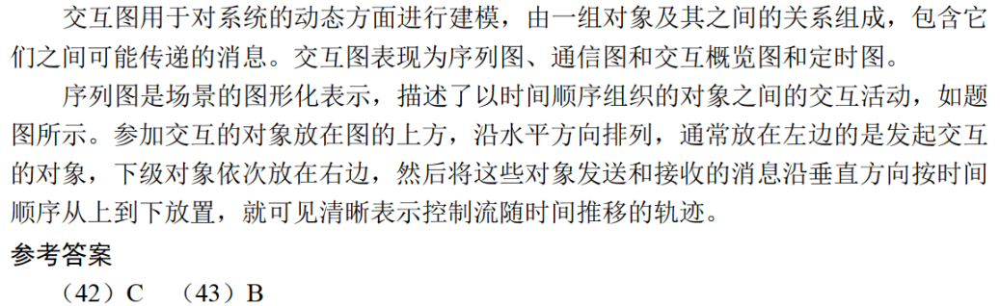 交互图用于对系统的动态方面进行建模，由一组对象及其之间的关系组成，包含它
们之间可能传递的消息。交互图表现为序列图、通信图和交互概览图和定时图。
序列图是场景的图形化表示，描述了以时间顺序组织的对象之间的交互活动，如题
图所示。参加交互的对象放在图的上方，沿水平方向排列，通常放在左边的是发起交互
的对象，下级对象依次放在右边，然后将这些对象发送和接收的消息沿垂直方向按时间
顺序从上到下放置，就可见清晰表示控制流随时间推移的轨迹。
参考答案
（42）C （43）B